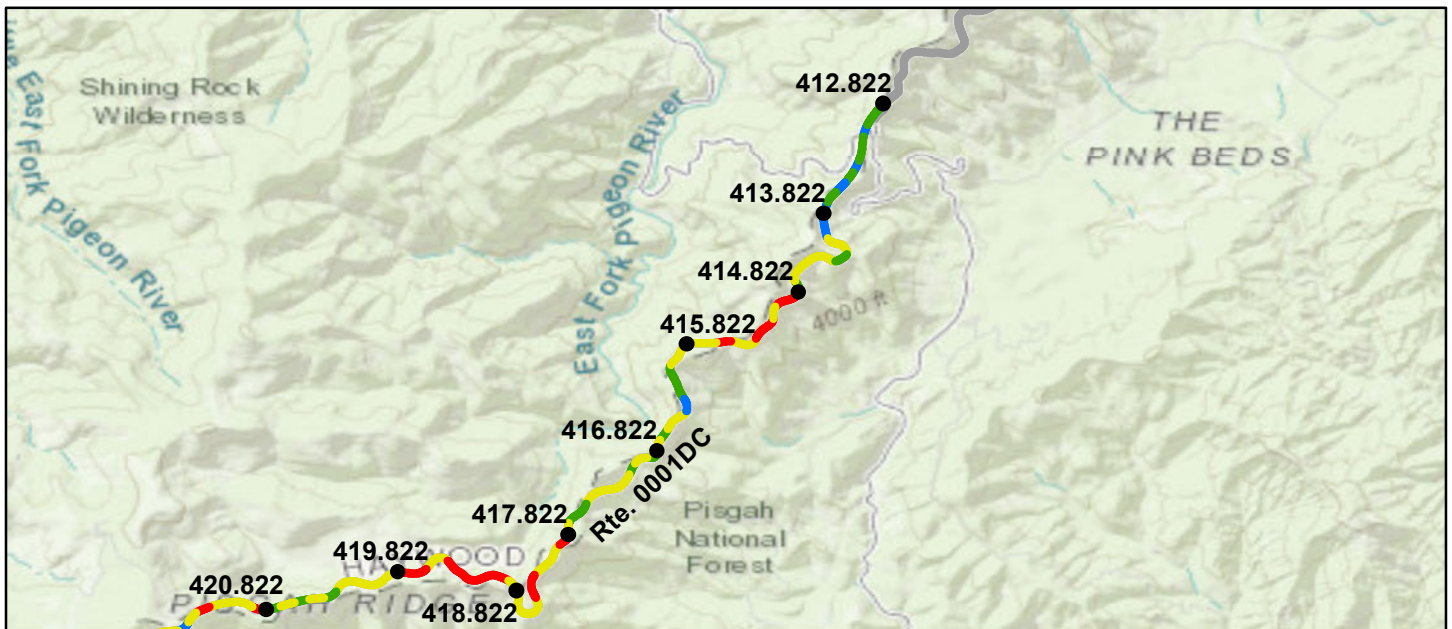 East Fork Pigeon River
Shining Rock
Wilderness
412.822
THE
PINK BEDS
East Fork Pigeon River
413.822
414.822
4000 ft
415.822
416.822
Rte. 0001DC
417.822
Pisgah
National
Forest
419.822
420.822
PISGAH RIDGE
418.822